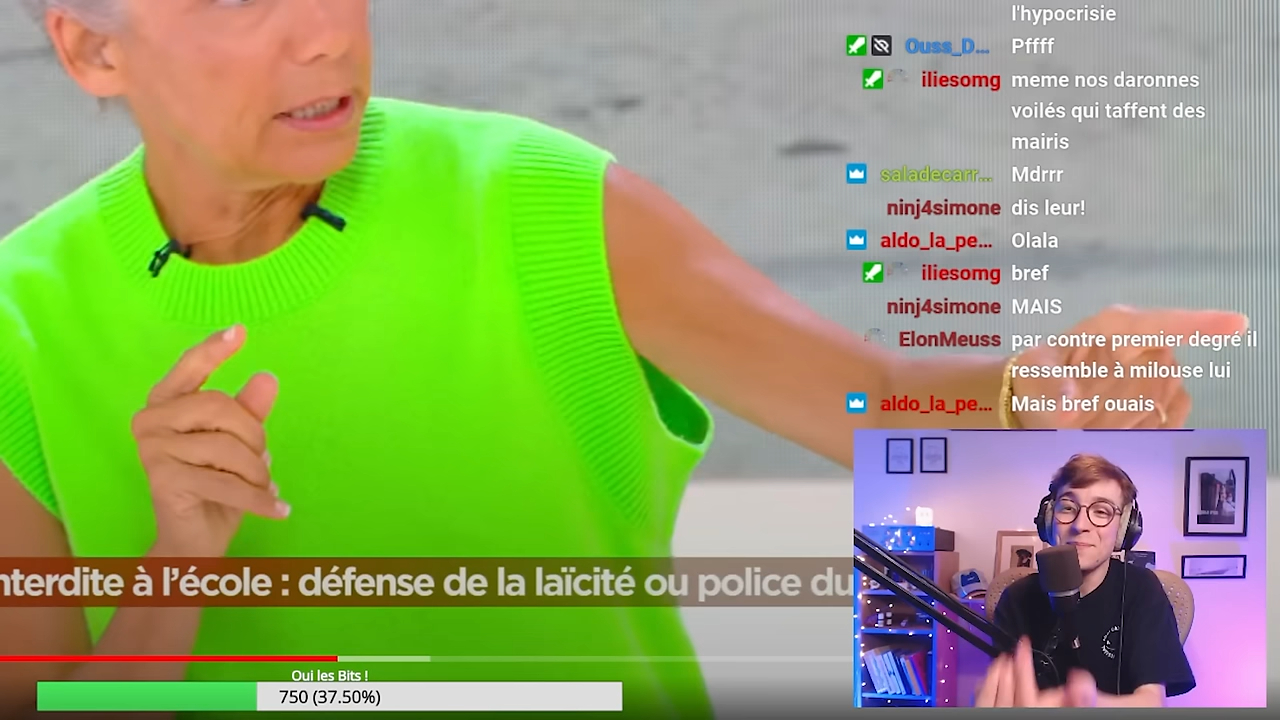 l'hypocrisie
Ouss_D... Pffff
iliesomg meme nos daronnes
voilés qui taffent des
mairis
saladecarr... Mdrrr
ninj4simone dis leur!
aldo_la_pe... Olala
iliesomg bref
ninj4simone MAIS
ElonMeuss par contre premier degré il
ressemble à milouse lui
aldo_la_pe... Mais bref ouais
nterdite à l'école : défense de la laïcité ou police du
Oui les Bits !
750 (37.50%)